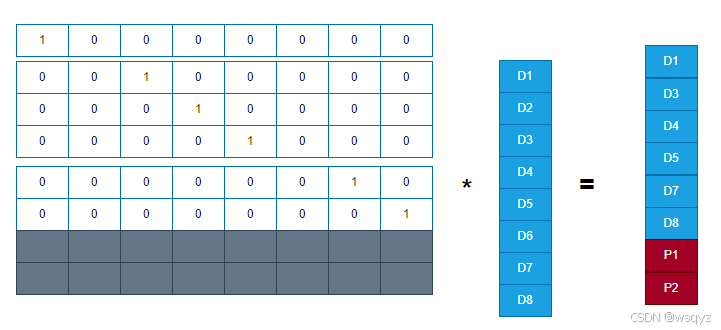 1 0 0 0 0 0 0 0
0 0 1 0 0 0 0 0
0 0 0 1 0 0 0 0
0 0 0 0 1 0 0 0
0 0 0 0 0 0 1 0
0 0 0 0 0 0 0 1
*
D1
D2
D3
D4
D5
D6
D7
D8
=
D1
D3
D4
D5
D7
D8
P1
P2
CSDN @wsqyz